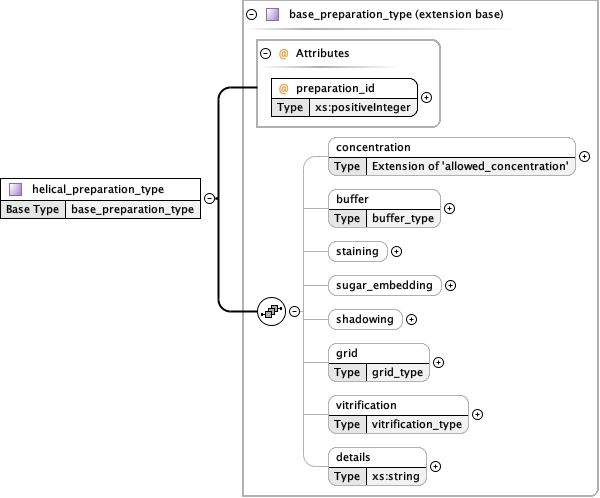 base_preparation_type (extension base)
@ Attributes
@ preparation_id
Type xs:positiveInteger
concentration
Type Extension of 'allowed_concentration'
helical_preparation_type
Base Type base_preparation_type
buffer
Type buffer_type
staining
sugar_embedding
shadowing
grid
Type grid_type
vitrification
Type vitrification_type
details
Type xs:string